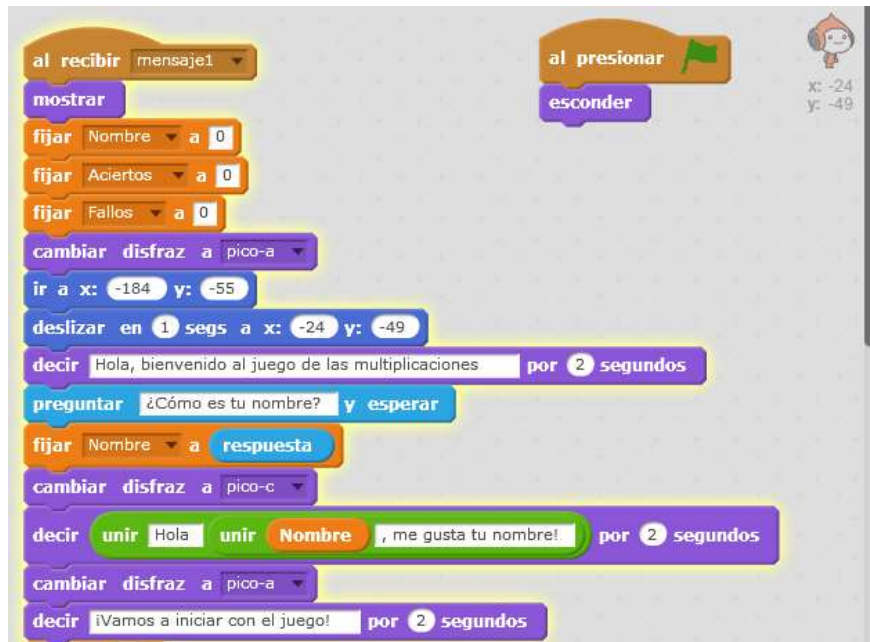 al recibir mensaje1
mostrar
fijar Nombre a 0
fijar Aciertos a 0
fijar Fallos a 0
cambiar disfraz a pico-a
ir a x: -184 y: -55
deslizar en 1 segs a x: -24 y: -49
decir Hola, bienvenido al juego de las multiplicaciones por 2 segundos
preguntar ¿Cómo es tu nombre? y esperar
fijar Nombre a respuesta
cambiar disfraz a pico-c
decir unir Hola unir Nombre , me gusta tu nombre! por 2 segundos
cambiar disfraz a pico-a
decir ¡Vamos a iniciar con el juego! por 2 segundos
al presionar
esconder
x: -24
y: -49